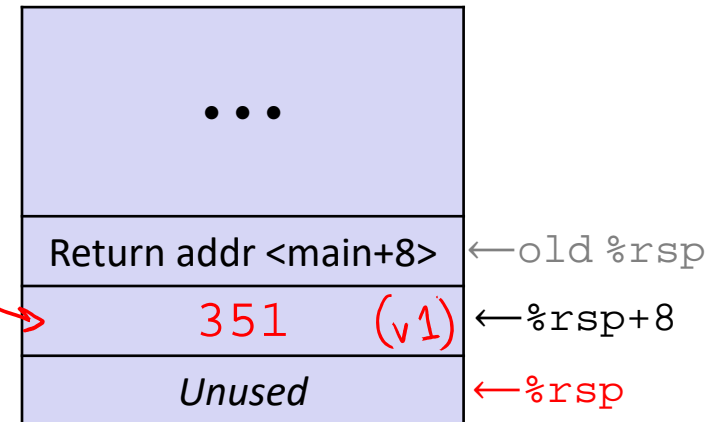 •••
Return addr <main+8> ←old %rsp
351 (v1) ←%rsp+8
Unused ←%rsp